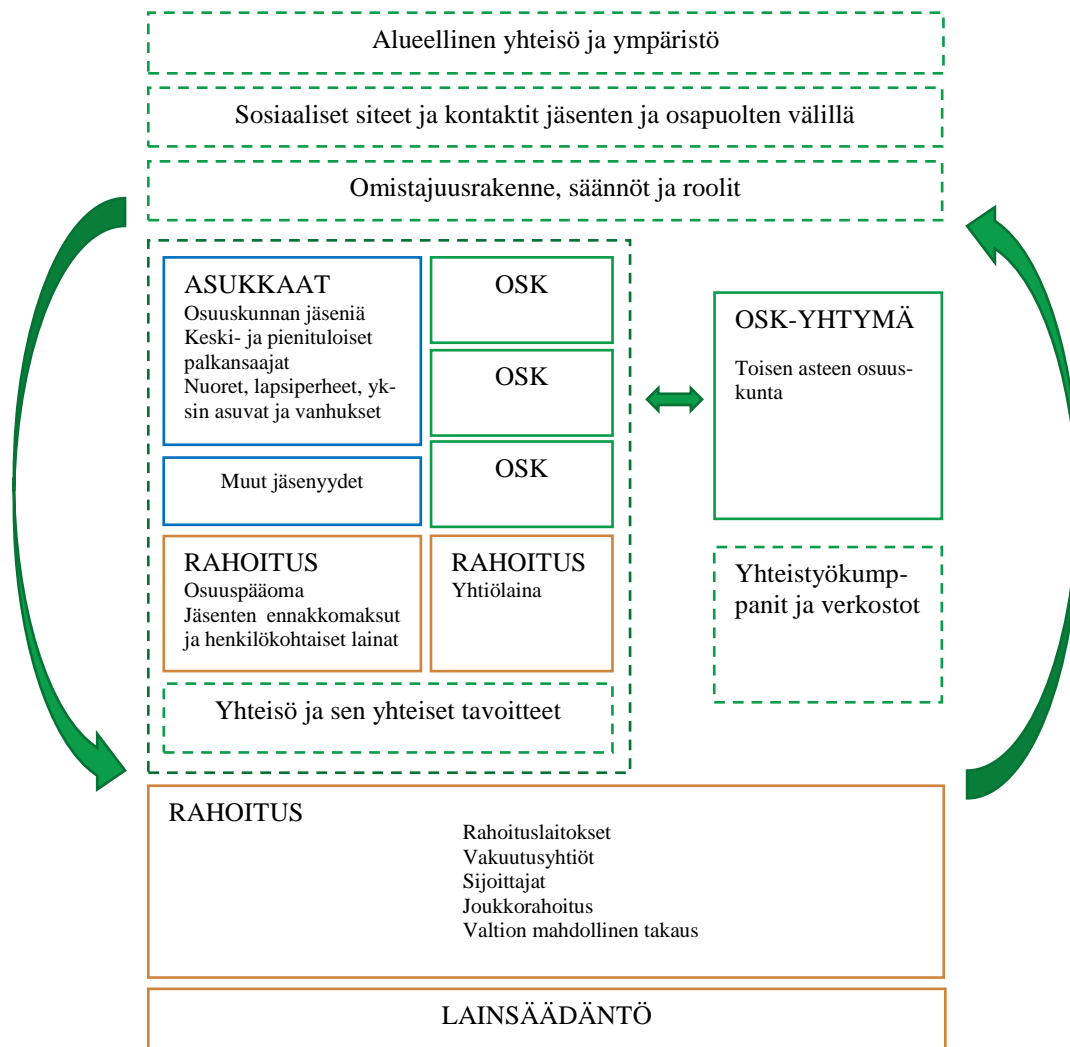 Alueellinen yhteisö ja ympäristö
Sosiaaliset siteet ja kontaktit jäsenten ja osapuolten välillä
Omistajuusrakenne, säännöt ja roolit
ASUKKAAT
Osuuskunnan jäseniä
Keski- ja pienituloiset
palkansaajat
Nuoret, lapsiperheet, yk-
sin asuvat ja vanhukset
Muut jäsenyydet
OSK
OSK
OSK
OSK-YHTYMÄ
Toisen asteen osuus-
kunta
RAHOITUS
Osuuspääoma
Jäsenten ennakkomaksut
ja henkilökohtaiset lainat
RAHOITUS
Yhtiölaina
Yhteistyökump-
panit ja verkostot
Yhteisö ja sen yhteiset tavoitteet
RAHOITUS
Rahoituslaitokset
Vakuutusyhtiöt
Sijoittajat
Joukkorahoitus
Valtion mahdollinen takaus
LAINSÄÄDÄNTÖ